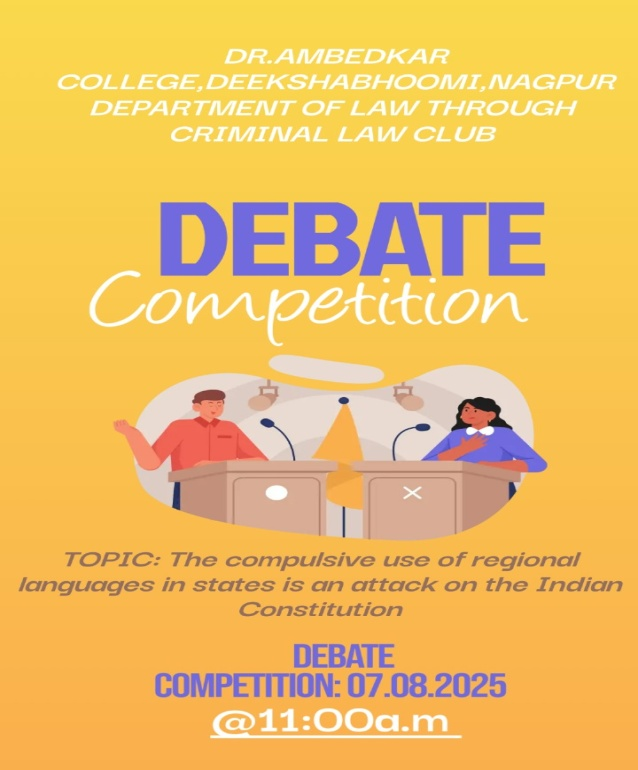 DR.AMBEDKAR
COLLEGE,DEEKSHABHOOMI,NAGPUR
DEPARTMENT OF LAW THROUGH
CRIMINAL LAW CLUB
DEBATE
Competition
TOPIC: The compulsive use of regional
languages in states is an attack on the Indian
Constitution
DEBATE
COMPETITION: 07.08.2025
@11:00a.m